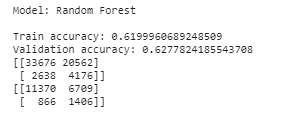 Model: Random Forest
Train accuracy: 0.6199960689248509
Validation accuracy: 0.6277824185543708
[[33676 20562]
 [ 2638  4176]]
[[11370  6709]
 [  866  1406]]